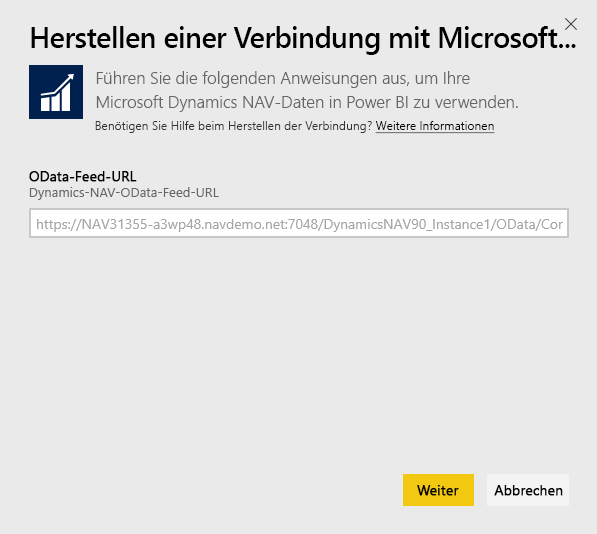 Herstellen einer Verbindung mit Microsoft...
Führen Sie die folgenden Anweisungen aus, um Ihre
Microsoft Dynamics NAV-Daten in Power BI zu verwenden.
Benötigen Sie Hilfe beim Herstellen der Verbindung? Weitere Informationen
OData-Feed-URL
Dynamics-NAV-OData-Feed-URL
https://NAV31355-a3wp48.navdemo.net:7048/DynamicsNAV90_Instance1/OData/Cor
Weiter Abbrechen